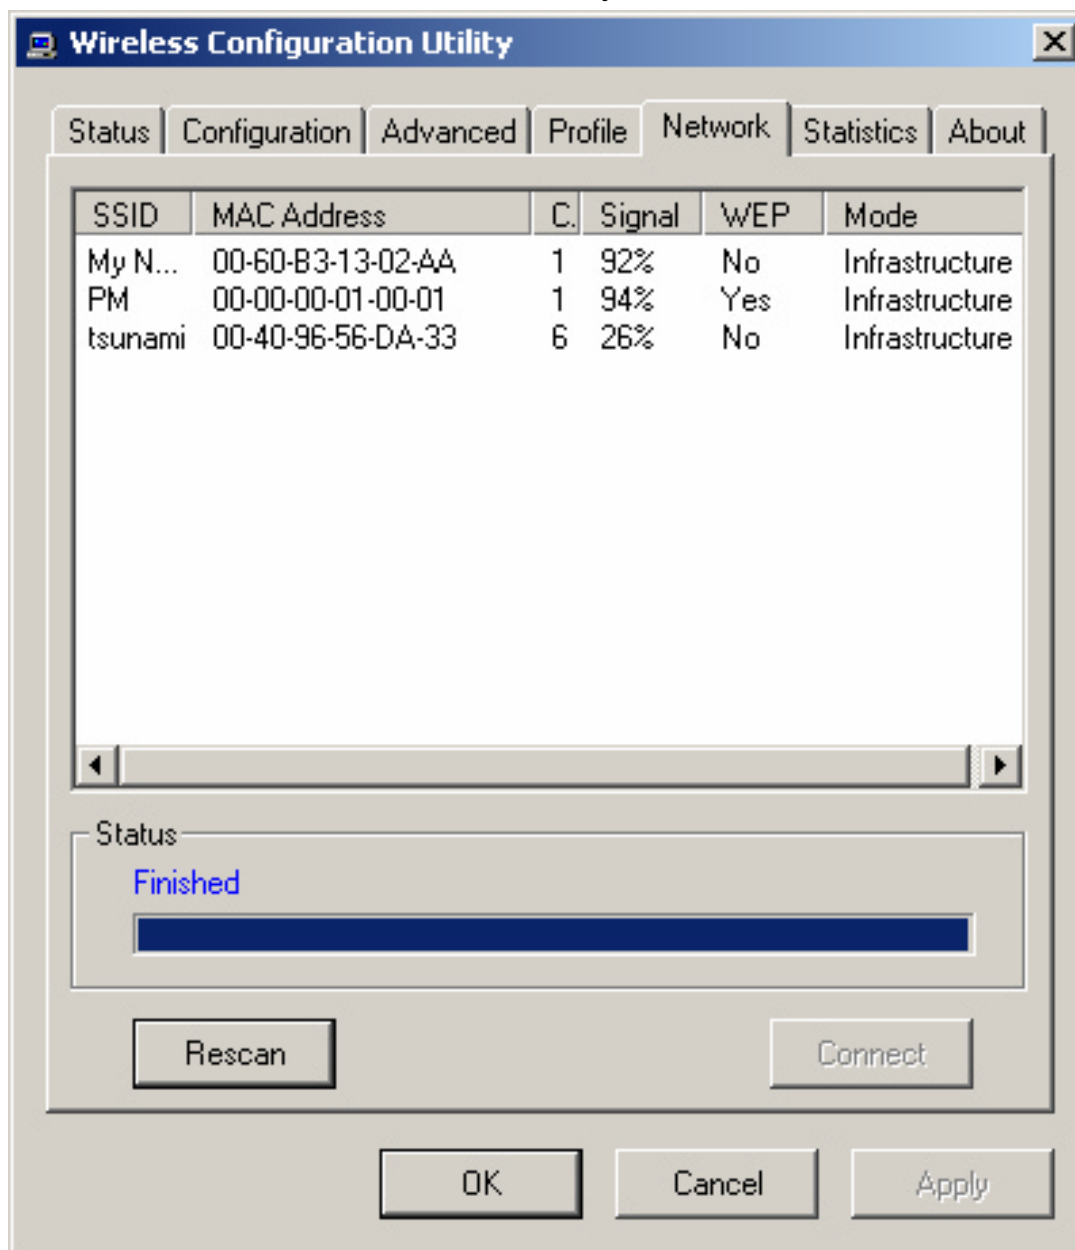 Wireless Configuration Utility
Status Configuration Advanced Profile Network Statistics About
SSID MAC Address C. Signal WEP Mode
My N... 00-60-B3-13-02-AA 1 92% No Infrastructure
PM 00-00-00-01-00-01 1 94% Yes Infrastructure
tsunami 00-40-96-56-DA-33 6 26% No Infrastructure
Status
Finished
Rescan Connect
OK Cancel Apply